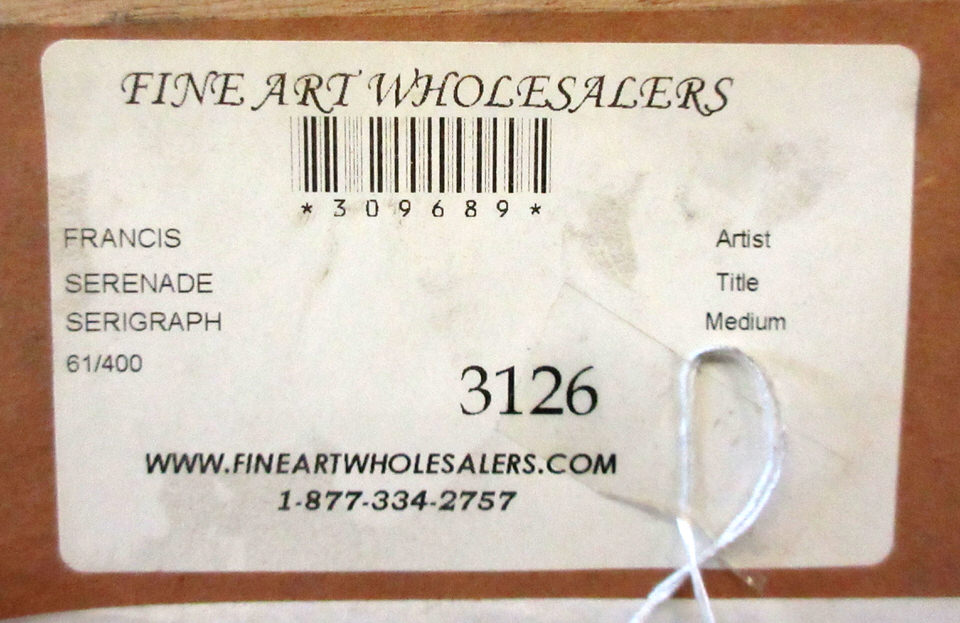 FINE ART WHOLESALERS
*309689*
FRANCIS Artist
SERENADE Title
SERIGRAPH Medium
61/400
3126
WWW.FINEARTWHOLESALERS.COM
1-877-334-2757